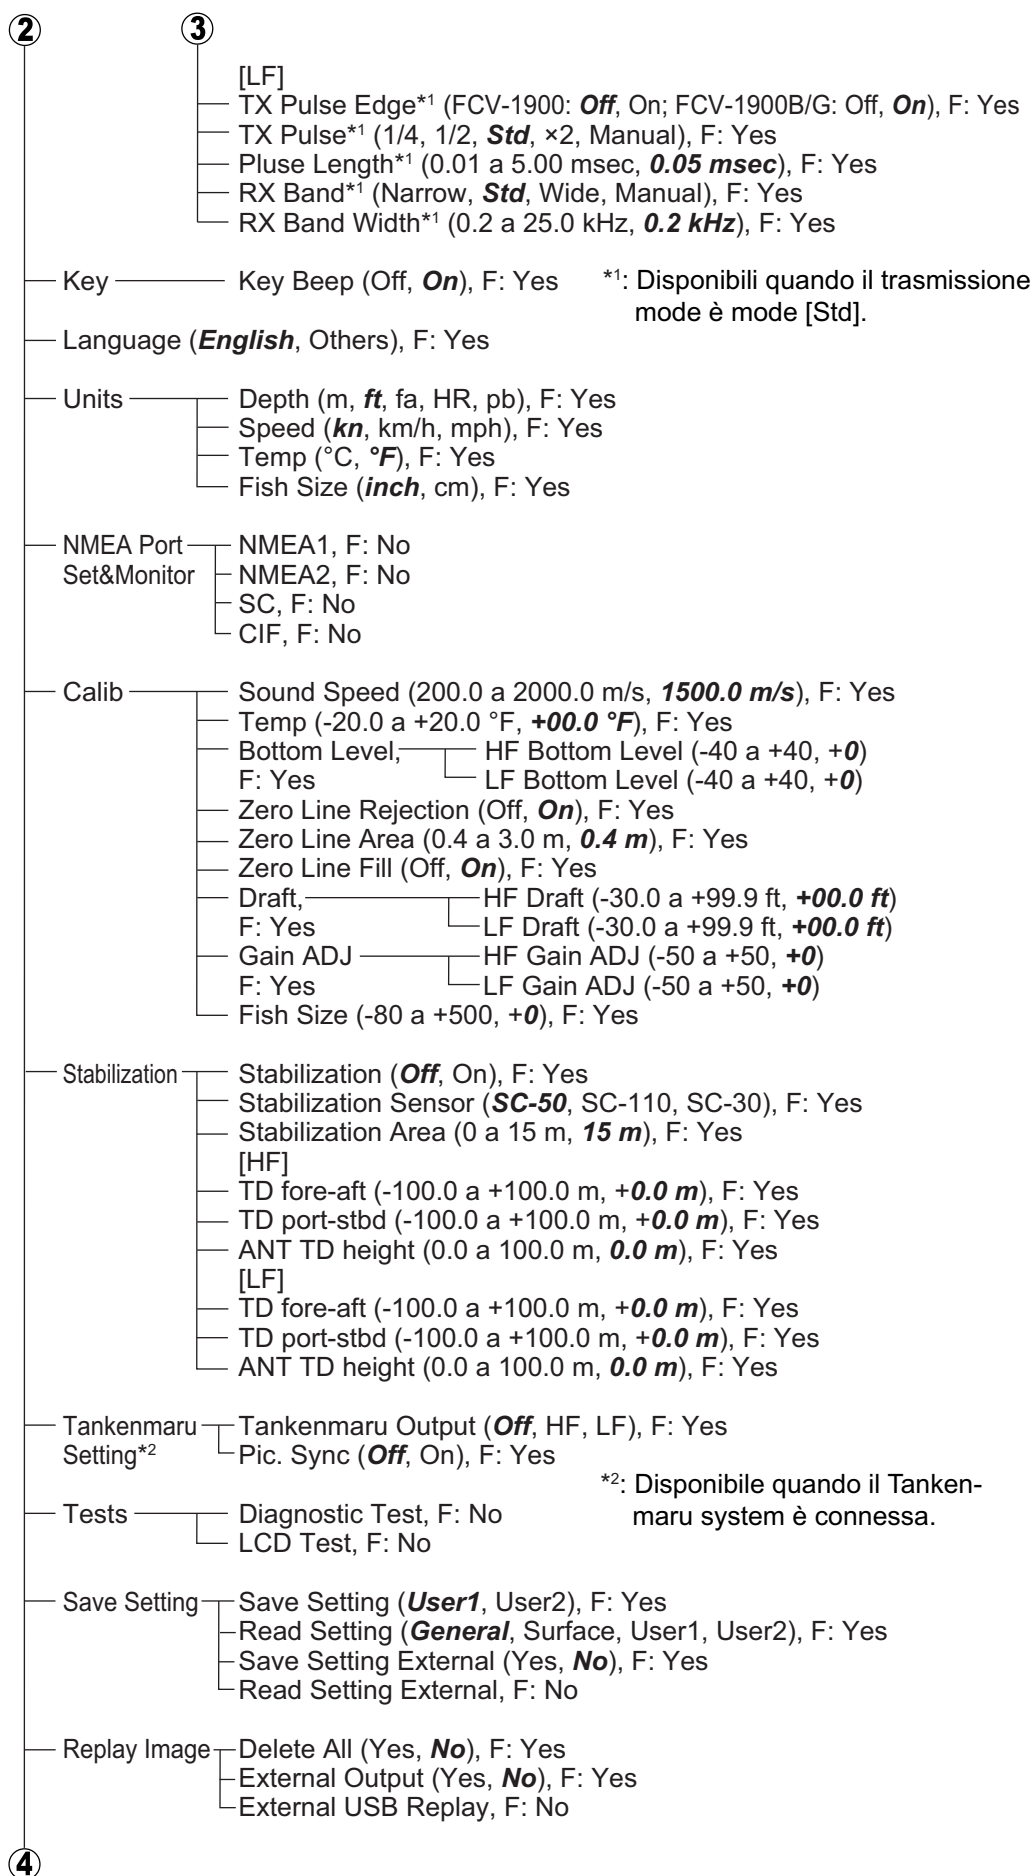 2 3
[LF]
TX Pulse Edge*1 (FCV-1900: Off, On; FCV-1900B/G: Off, On), F: Yes
TX Pulse*1 (1/4, 1/2, Std, ×2, Manual), F: Yes
Pluse Length*1 (0.01 a 5.00 msec, 0.05 msec), F: Yes
RX Band*1 (Narrow, Std, Wide, Manual), F: Yes
RX Band Width*1 (0.2 a 25.0 kHz, 0.2 kHz), F: Yes
Key Key Beep (Off, On), F: Yes
*1: Disponibili quando il trasmissione
mode è mode [Std].
Language (English, Others), F: Yes
Units Depth (m, ft, fa, HR, pb), F: Yes
Speed (kn, km/h, mph), F: Yes
Temp (°C, °F), F: Yes
Fish Size (inch, cm), F: Yes
NMEA Port NMEA1, F: No
Set&Monitor NMEA2, F: No
SC, F: No
CIF, F: No
Calib Sound Speed (200.0 a 2000.0 m/s, 1500.0 m/s), F: Yes
Temp (-20.0 a +20.0 °F, +00.0 °F), F: Yes
Bottom Level, HF Bottom Level (-40 a +40, +0)
F: Yes LF Bottom Level (-40 a +40, +0)
Zero Line Rejection (Off, On), F: Yes
Zero Line Area (0.4 a 3.0 m, 0.4 m), F: Yes
Zero Line Fill (Off, On), F: Yes
Draft, HF Draft (-30.0 a +99.9 ft, +00.0 ft)
F: Yes LF Draft (-30.0 a +99.9 ft, +00.0 ft)
Gain ADJ HF Gain ADJ (-50 a +50, +0)
F: Yes LF Gain ADJ (-50 a +50, +0)
Fish Size (-80 a +500, +0), F: Yes
Stabilization Stabilization (Off, On), F: Yes
Stabilization Sensor (SC-50, SC-110, SC-30), F: Yes
Stabilization Area (0 a 15 m, 15 m), F: Yes
[HF]
TD fore-aft (-100.0 a +100.0 m, +0.0 m), F: Yes
TD port-stbd (-100.0 a +100.0 m, +0.0 m), F: Yes
ANT TD height (0.0 a 100.0 m, 0.0 m), F: Yes
[LF]
TD fore-aft (-100.0 a +100.0 m, +0.0 m), F: Yes
TD port-stbd (-100.0 a +100.0 m, +0.0 m), F: Yes
ANT TD height (0.0 a 100.0 m, 0.0 m), F: Yes
Tankenmaru Tankenmaru Output (Off, HF, LF), F: Yes
Setting*2 Pic. Sync (Off, On), F: Yes
*2: Disponibile quando il Tanken-
maru system è connessa.
Tests Diagnostic Test, F: No
LCD Test, F: No
Save Setting Save Setting (User1, User2), F: Yes
Read Setting (General, Surface, User1, User2), F: Yes
Save Setting External (Yes, No), F: Yes
Read Setting External, F: No
Replay Image Delete All (Yes, No), F: Yes
External Output (Yes, No), F: Yes
External USB Replay, F: No
4